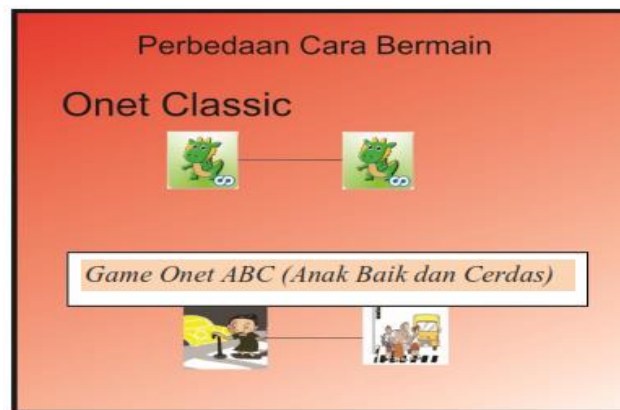 Perbedaan Cara Bermain
Onet Classic
Game Onet ABC (Anak Baik dan Cerdas)